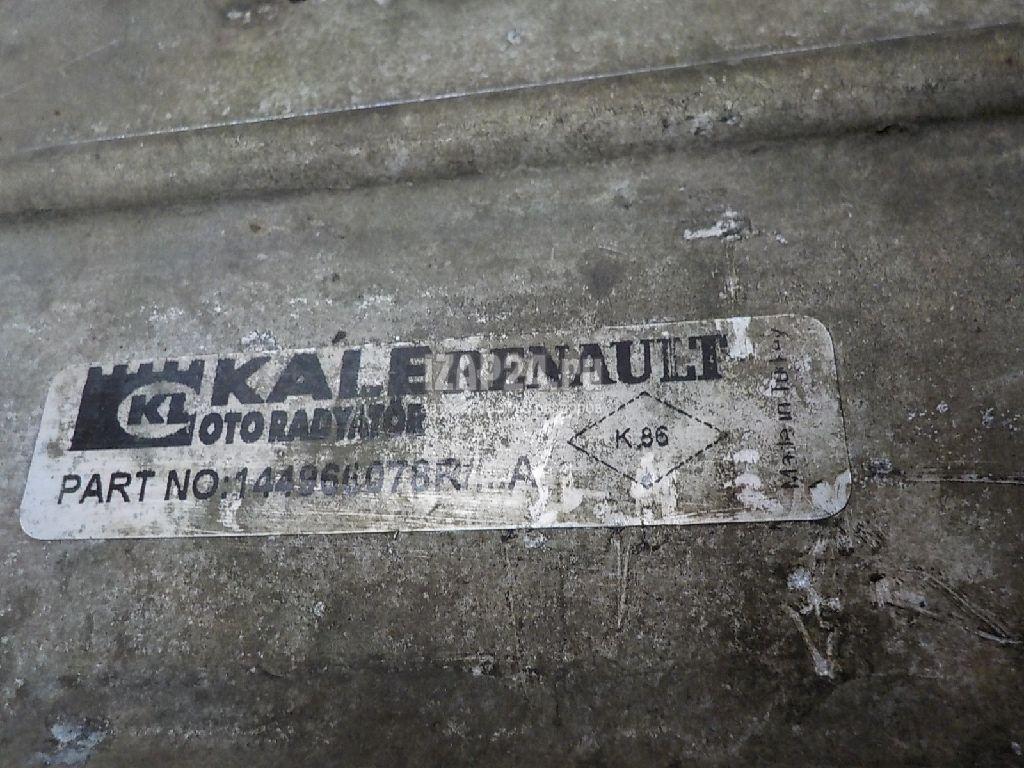 KL KALE RENAULT
OTO RADYATÖR
K 86
PART NO:
Made in Turkey